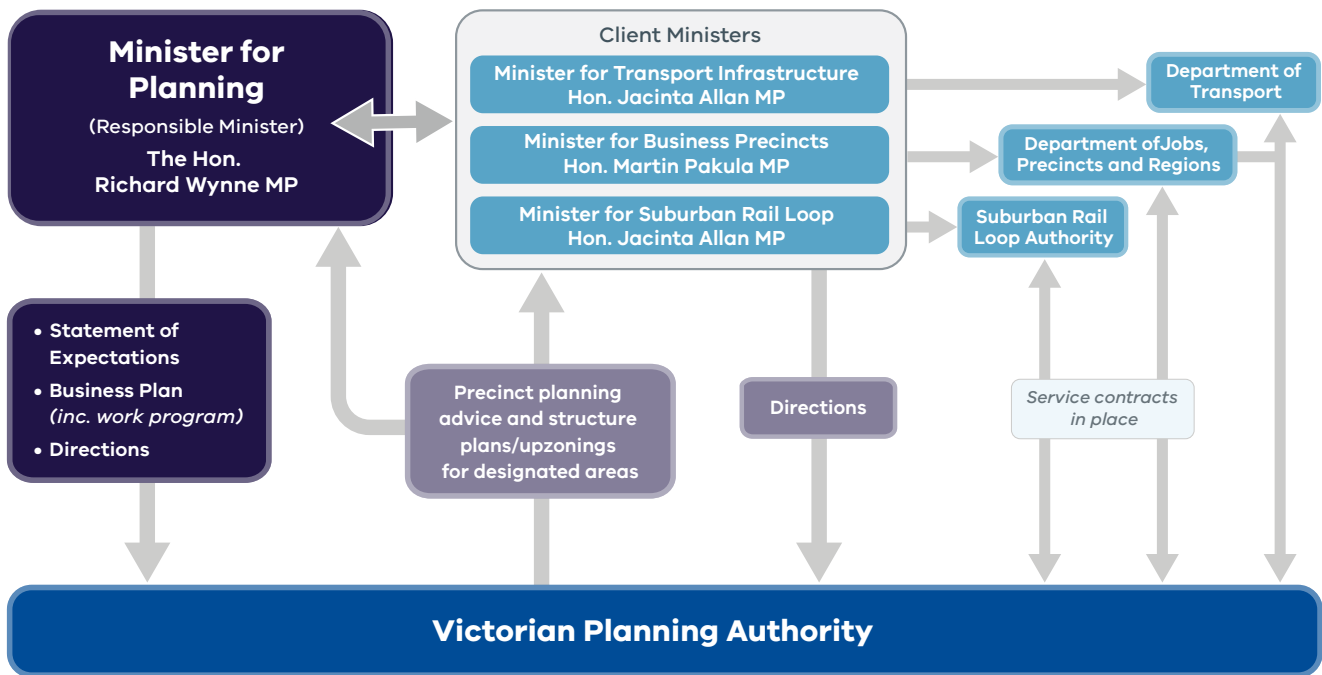 Minister for
Planning
(Responsible Minister)
The Hon.
Richard Wynne MP
Client Ministers
Minister for Transport Infrastructure
Hon. Jacinta Allan MP
Minister for Business Precincts
Hon. Martin Pakula MP
Minister for Suburban Rail Loop
Hon. Jacinta Allan MP
Department of
Transport
Department ofJobs,
Precincts and Regions
Suburban Rail
Loop Authority
• Statement of
Expectations
• Business Plan
(inc. work program)
• Directions
Precinct planning
advice and structure
plans/upzonings
for designated areas
Directions
Service contracts
in place
Victorian Planning Authority